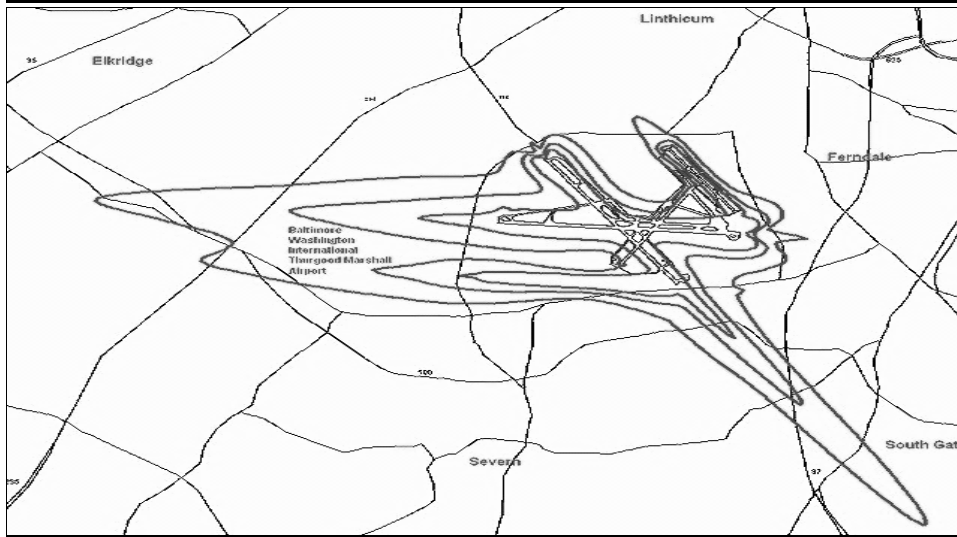 Linthicum
Elkridge
95
Ferndale
Baltimore
Washington
International
Thurgood Marshall
Airport
100
South Gat
Severn
97